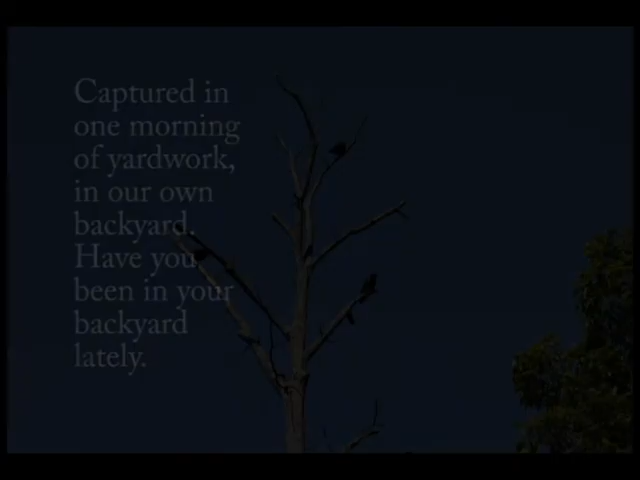 Captured in
one morning
of yardwork,
in our own
backyard.
Have you
been in your
backyard
lately.